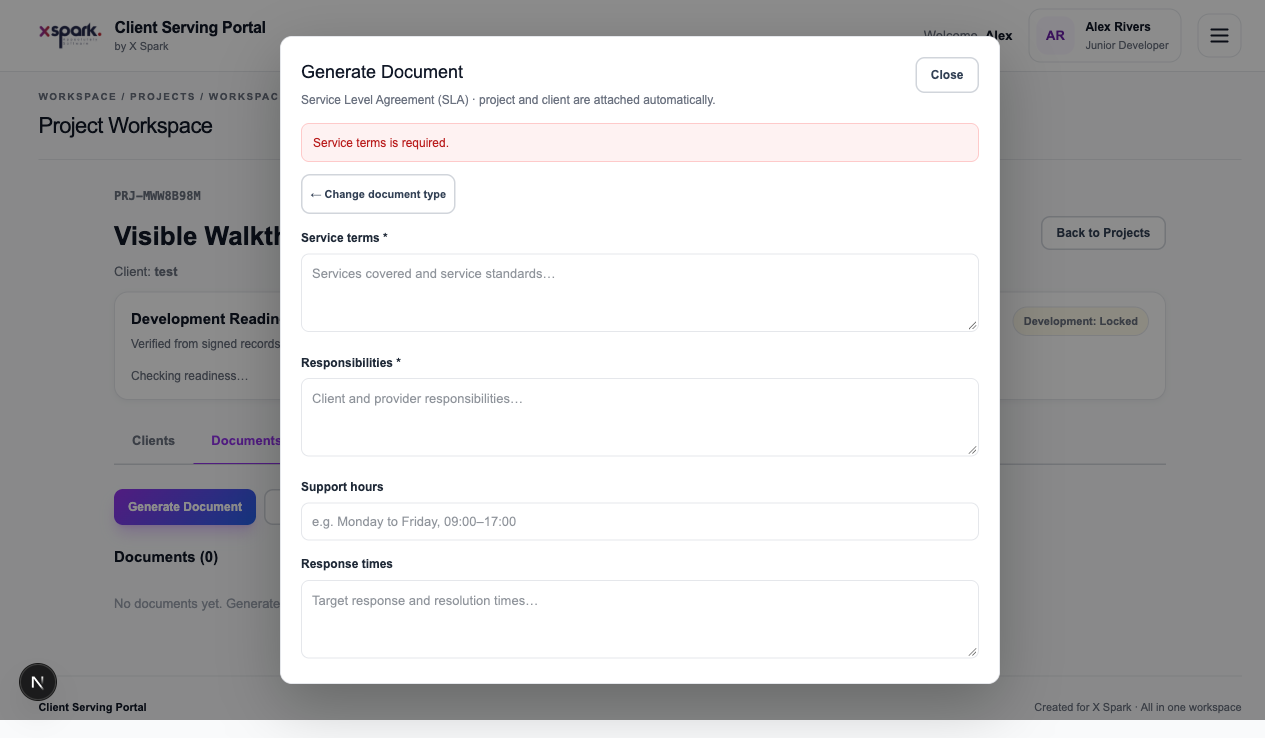 xspark.
Client Serving Portal
by X Spark
Welcome, Alex
AR
Alex Rivers
Junior Developer
WORKSPACE / PROJECTS / WORKSPAC
Project Workspace
PRJ-MWW8B98M
Visible Walkth
Client: test
Back to Projects
Development Readin
Verified from signed records
Checking readiness…
Development: Locked
Clients
Documents
Generate Document
Documents (0)
No documents yet. Generate
Generate Document
Close
Service Level Agreement (SLA) · project and client are attached automatically.
Service terms is required.
← Change document type
Service terms *
Services covered and service standards…
Responsibilities *
Client and provider responsibilities…
Support hours
e.g. Monday to Friday, 09:00–17:00
Response times
Target response and resolution times…
N
Client Serving Portal
Created for X Spark · All in one workspace